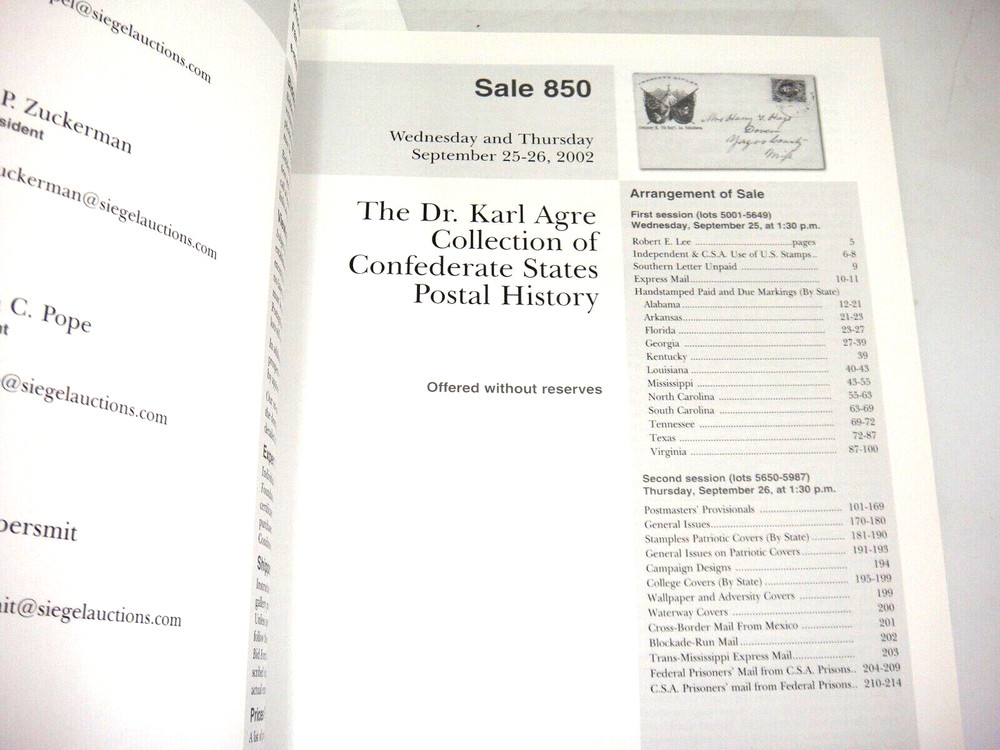 pel@siegelauctions.com
P. Zuckerman
sident
uckerman@siegelauctions.com
C. Pope
nt
@siegelauctions.com
persmit
it@siegelauctions.com
Sale 850
Wednesday and Thursday
September 25-26, 2002
The Dr. Karl Agre
Collection of
Confederate States
Postal History
Offered without reserves
Arrangement of Sale
First session (lots 5001-5649)
Wednesday, September 25, at 1:30 p.m.
Robert E. Lee ..............................pages 5
Independent & C.S.A. Use of U.S. Stamps.. 6-8
Southern Letter Unpaid ........................ 9
Express Mail........................................ 10-11
Handstamped Paid and Due Markings (By State)
Alabama ........................................ 12-21
Arkansas........................................ 21-23
Florida ........................................ 23-27
Georgia ........................................ 27-39
Kentucky ........................................ 39
Louisiana ........................................ 40-43
Mississippi ........................................ 43-55
North Carolina .............................. 55-63
South Carolina .............................. 63-69
Tennessee .................................... 69-72
Texas ........................................ 72-87
Virginia ........................................ 87-100
Second session (lots 5650-5987)
Thursday, September 26, at 1:30 p.m.
Postmasters' Provisionals ........................ 101-169
General Issues........................................ 170-180
Stampless Patriotic Covers (By State) .......... 181-190
General Issues on Patriotic Covers.............. 191-193
Campaign Designs .............................. 194
College Covers (By State) ........................ 195-199
Wallpaper and Adversity Covers ................ 199
Waterway Covers .................................. 200
Cross-Border Mail From Mexico ................ 201
Blockade-Run Mail.................................. 202
Trans-Mississippi Express Mail.................. 203
Federal Prisoners' Mail from C.S.A. Prisons.. 204-209
C.S.A. Prisoners' mail from Federal Prisons.. 210-214